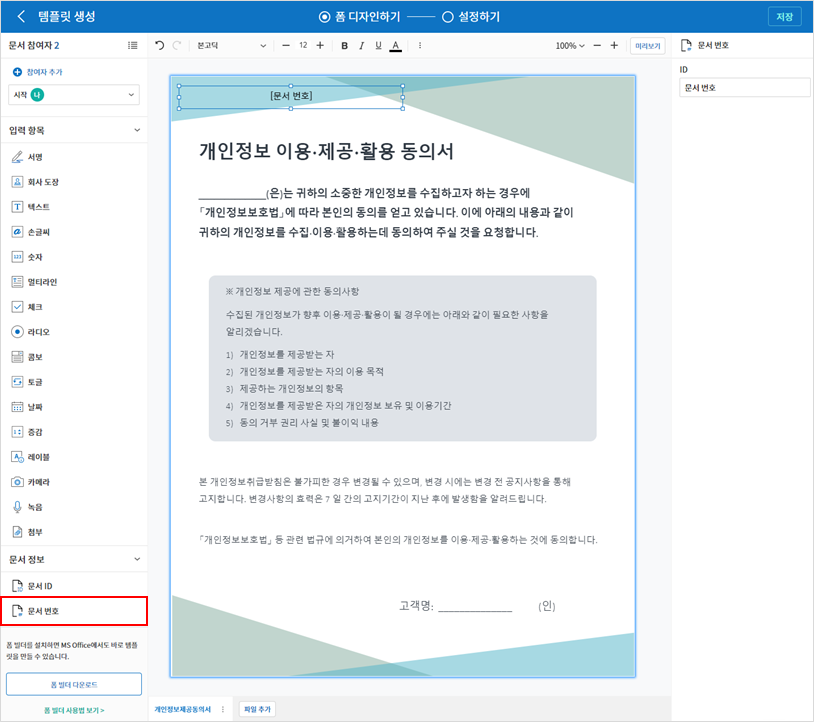 템플릿 생성
폼 디자인하기
설정하기
저장
문서 참여자 2
참여자 추가
시작 나
입력 항목
서명
회사 도장
텍스트
손글씨
숫자
멀티라인
체크
라디오
콤보
토글
날짜
증감
레이블
카메라
녹음
첨부
문서 정보
문서 ID
문서 번호
폼 빌더를 설치하면 MS Office에서도 바로 템플
릿을 만들 수 있습니다.
폼 빌더 다운로드
폼 빌더 사용법 보기 >
본고딕
12
B I U A
100%
미리보기
[문서 번호]
개인정보 이용·제공·활용 동의서
____________(은)는 귀하의 소중한 개인정보를 수집하고자 하는 경우에
「개인정보보호법」에 따라 본인의 동의를 얻고 있습니다. 이에 아래의 내용과 같이
귀하의 개인정보를 수집·이용·활용하는데 동의하여 주실 것을 요청합니다.
※ 개인정보 제공에 관한 동의사항
수집된 개인정보가 향후 이용·제공·활용이 될 경우에는 아래와 같이 필요한 사항을
알리겠습니다.
1) 개인정보를 제공받는 자
2) 개인정보를 제공받는 자의 이용 목적
3) 제공하는 개인정보의 항목
4) 개인정보를 제공받은 자의 개인정보 보유 및 이용기간
5) 동의 거부 권리 사실 및 불이익 내용
본 개인정보취급방침은 불가피한 경우 변경될 수 있으며, 변경 시에는 변경 전 공지사항을 통해
고지합니다. 변경사항의 효력은 7 일 간의 고지기간이 지난 후에 발생함을 알려드립니다.
「개인정보보호법」 등 관련 법규에 의거하여 본인의 개인정보를 이용·제공·활용하는 것에 동의합니다.
고객명: ______________ (인)
개인정보제공동의서
파일 추가
문서 번호
ID
문서 번호